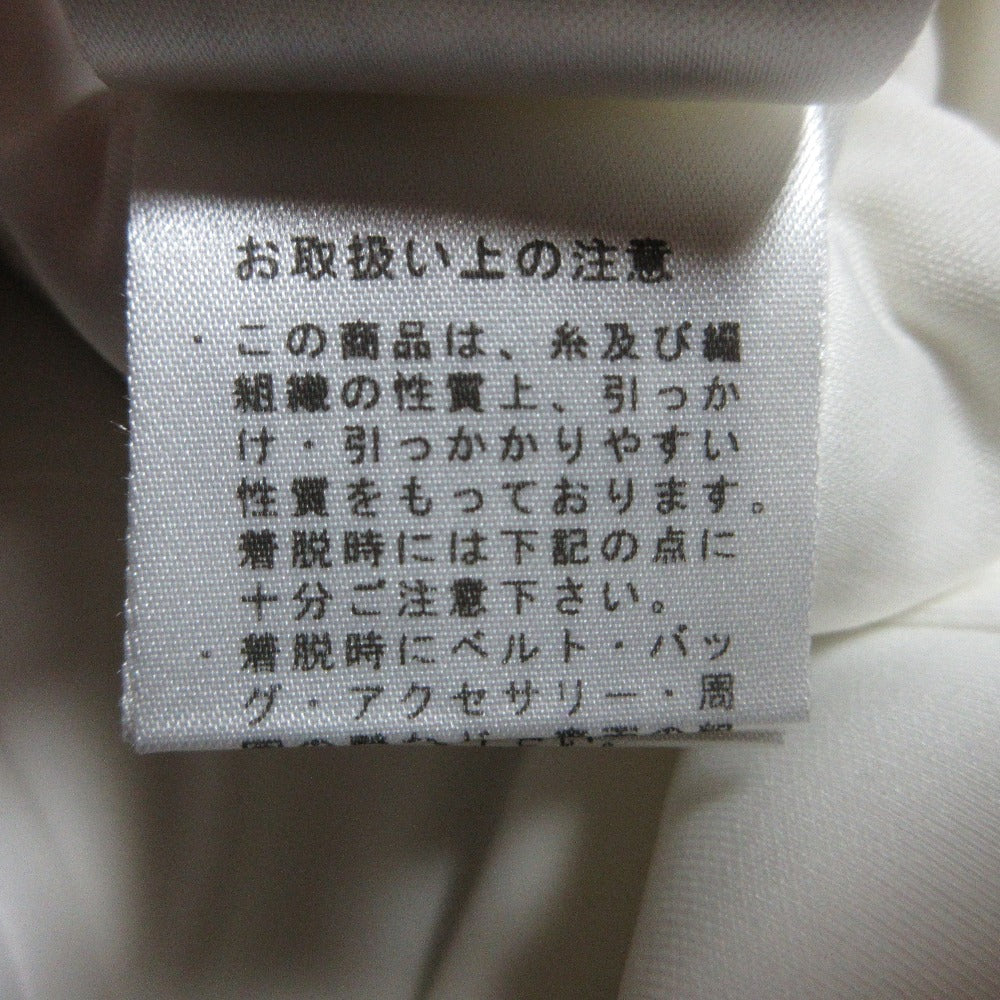 お取扱い上の注意
・この商品は、糸及び編
組織の性質上、引っか
け・引っかかりやすい
性質をもっております。
着脱時には下記の点に
十分ご注意下さい。
・着脱時にベルト・バッ
グ・アクセサリー・周